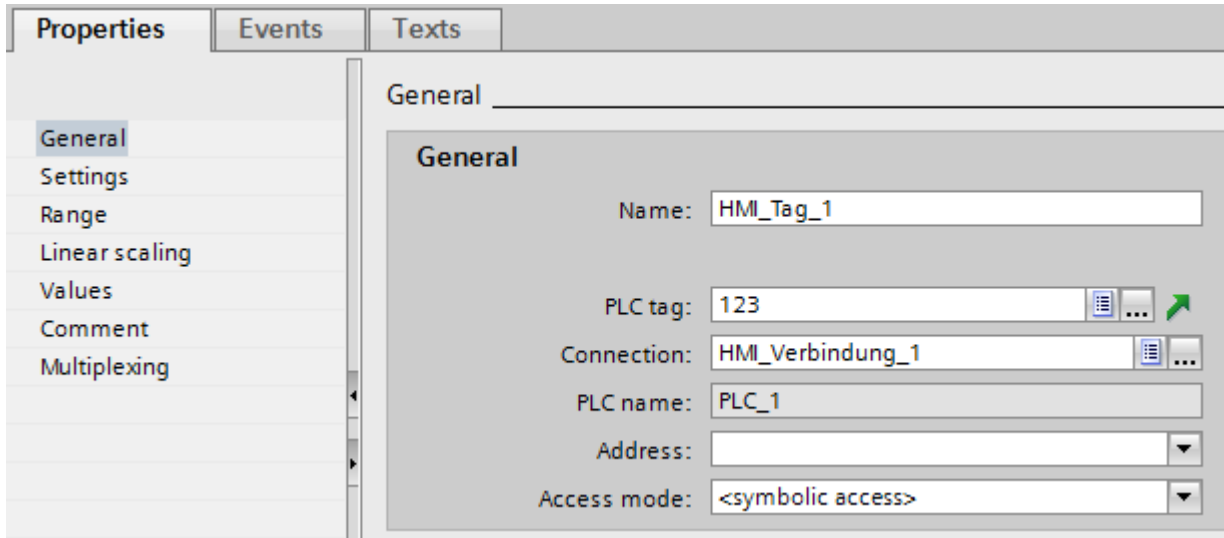 Properties Events Texts
General
General
Settings
Range
Linear scaling
Values
Comment
Multiplexing
General
Name: HMI_Tag_1
PLC tag: 123 ...
Connection: HMI_Verbindung_1 ...
PLC name: PLC_1
Address:
Access mode: <symbolic access>